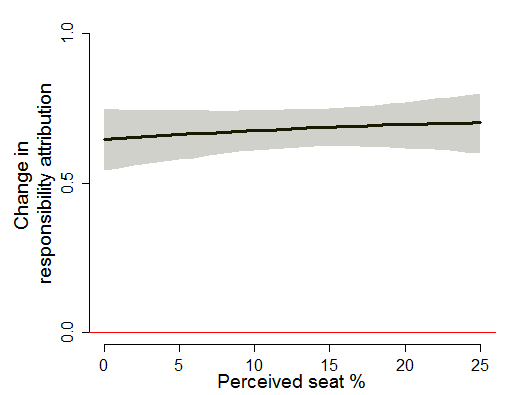 1.0
0.5
0.0
Change in
responsibility attribution
0 5 10 15 20 25
Perceived seat %